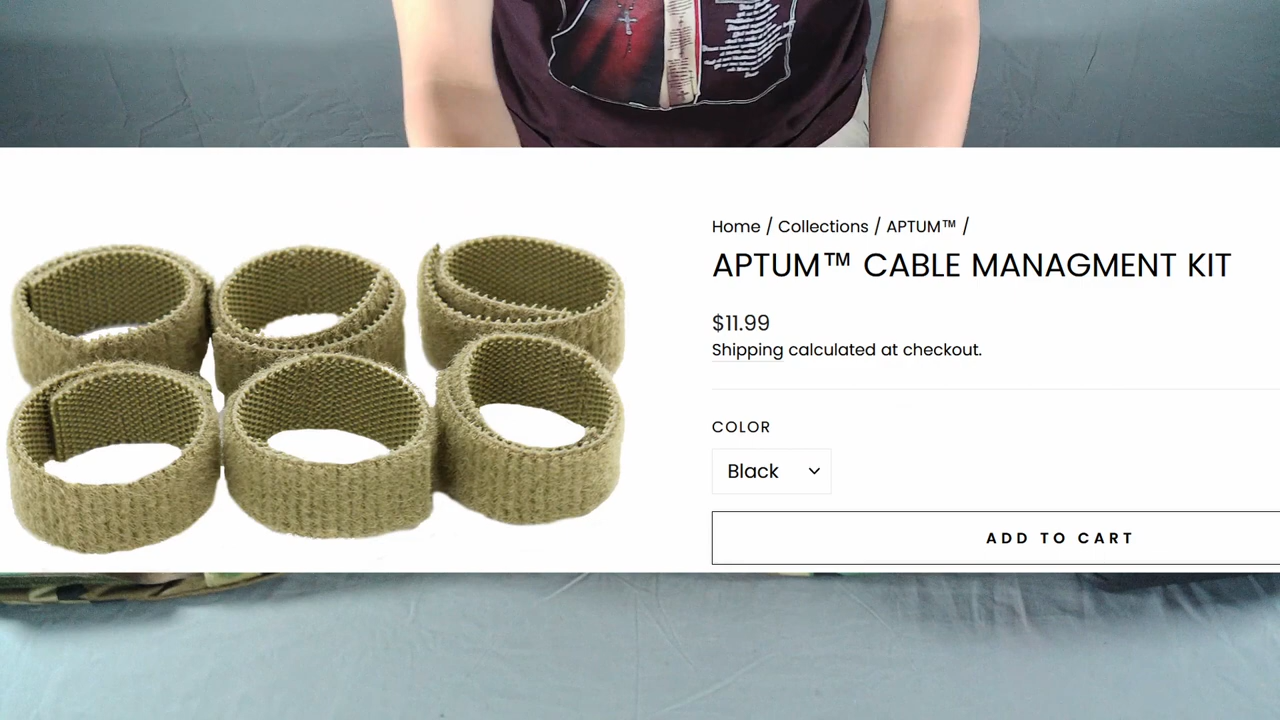 Home / Collections / APTUM™ /
APTUM™ CABLE MANAGMENT KIT
$11.99
Shipping calculated at checkout.
COLOR
Black
ADD TO CART